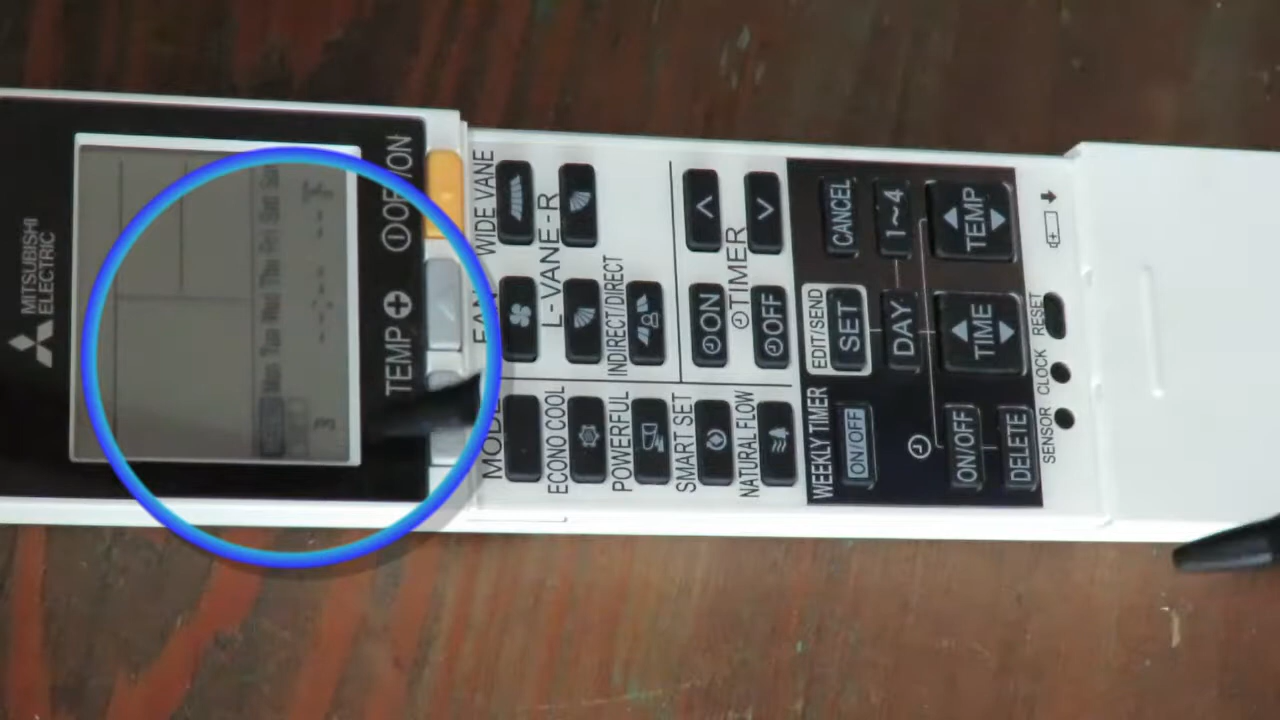 MITSUBISHI
ELECTRIC
Mon Tue Wed Thu Fri Sat Sun
3 --:-- --°F
TEMP + OFF/ON
MODE FAN WIDE VANE
ECONO COOL L-VANE-R
POWERFUL INDIRECT/DIRECT
SMART SET ON
NATURAL FLOW TIMER
OFF
WEEKLY TIMER EDIT/SEND
ON/OFF SET CANCEL
DAY 1~4
ON/OFF TIME TEMP
DELETE
SENSOR CLOCK RESET